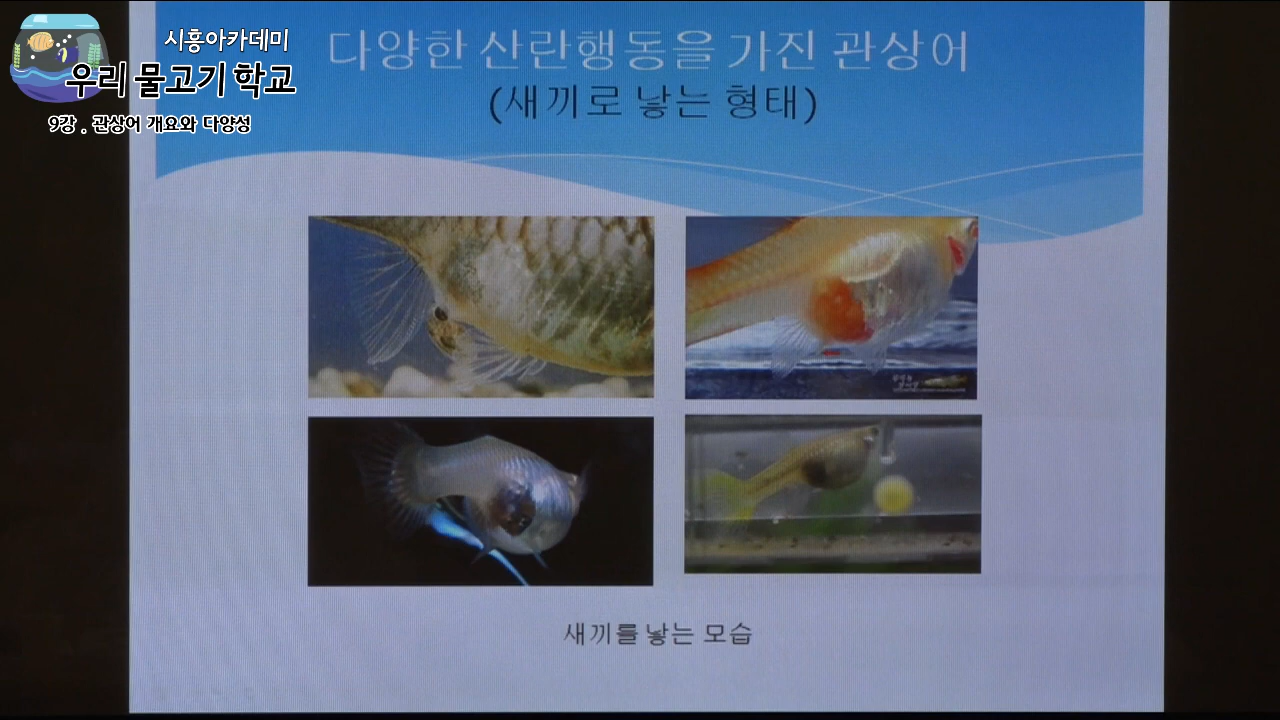 시흥아카데미
우리 물고기 학교
9강 . 관상어 개요와 다양성
다양한 산란행동을 가진 관상어
(새끼로 낳는 형태)
새끼를 낳는 모습